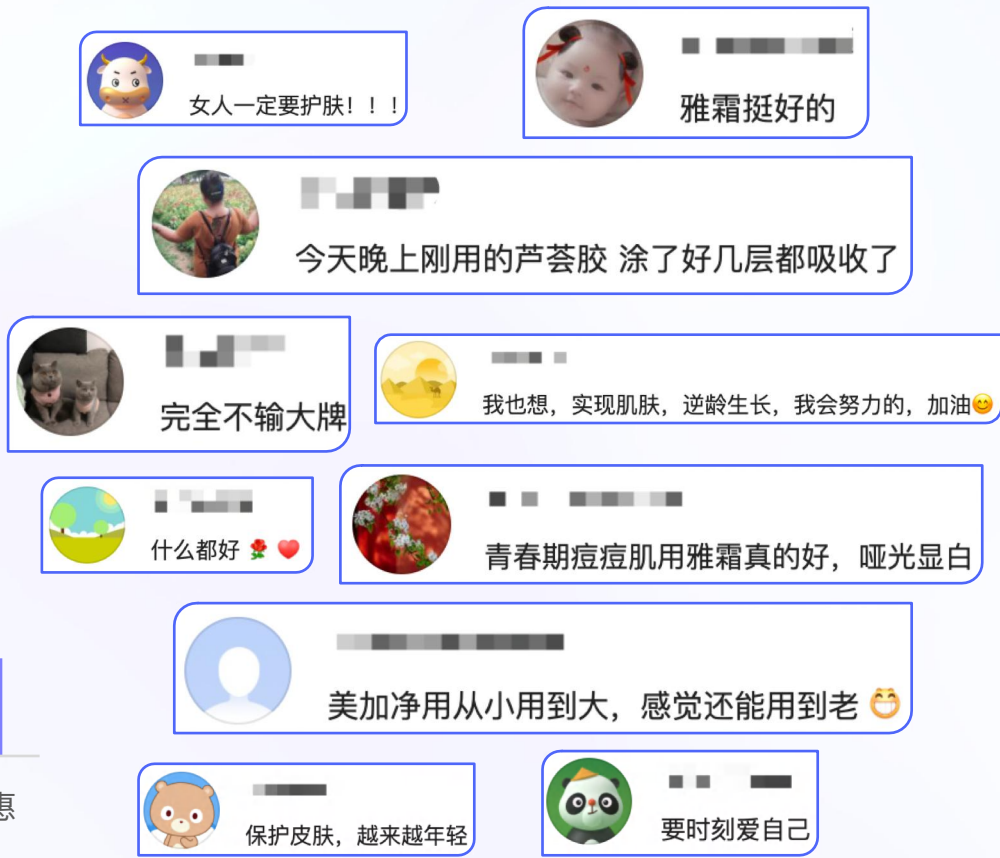 女人一定要护肤！！！
雅霜挺好的
今天晚上刚用的芦荟胶 涂了好几层都吸收了
完全不输大牌
我也想，实现肌肤，逆龄生长，我会努力的，加油😊
什么都好 🌹 ❤️
青春期痘痘肌用雅霜真的好，哑光显白
美加净用从小用到大，感觉还能用到老 😁
惠
保护皮肤，越来越年轻
要时刻爱自己